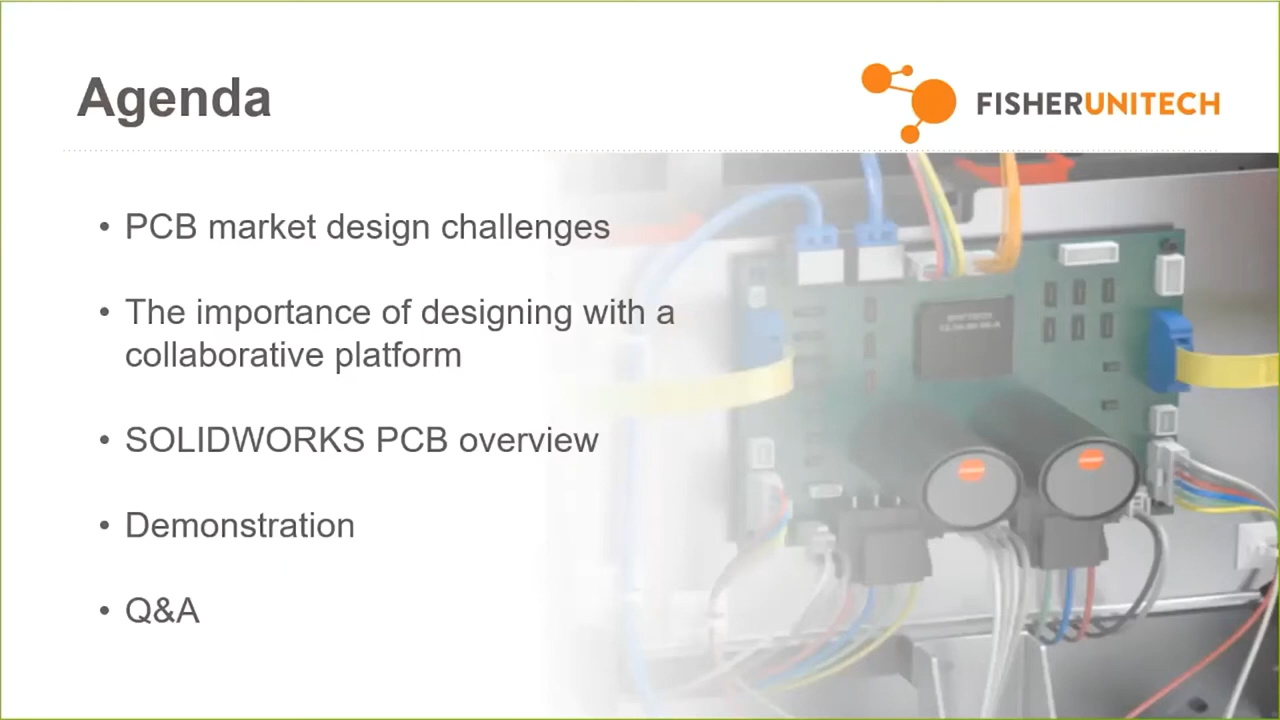 Agenda
FISHERUNITECH
• PCB market design challenges
• The importance of designing with a
collaborative platform
• SOLIDWORKS PCB overview
• Demonstration
• Q&A